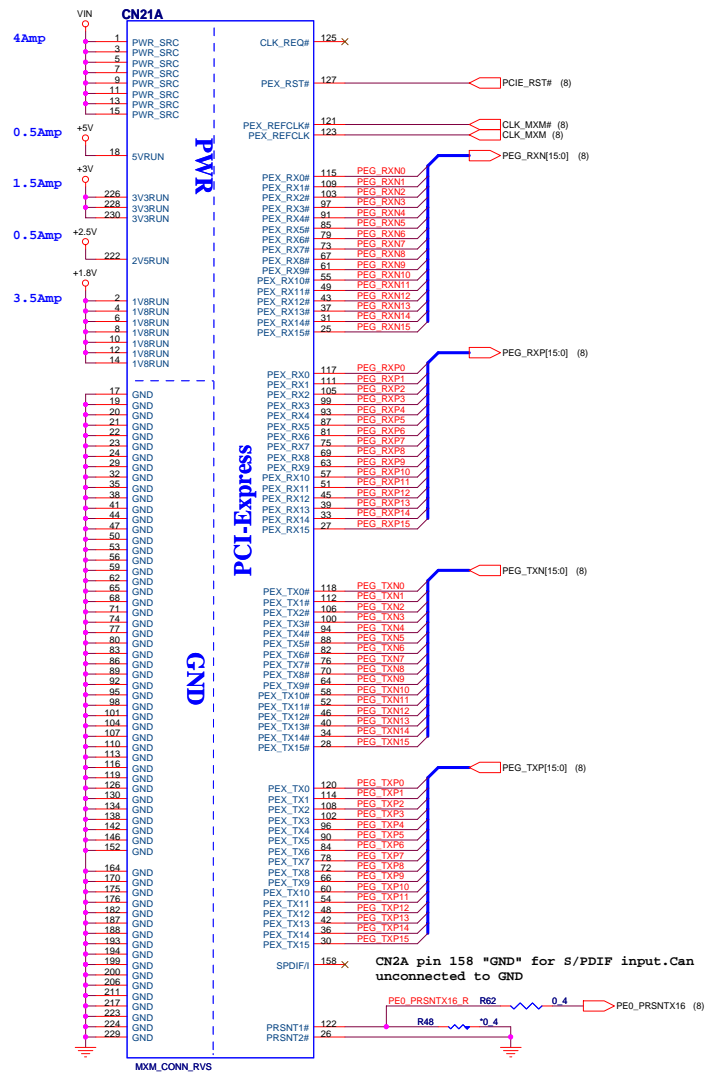 CN21A
VIN
4Amp
1 PWR_SRC
3 PWR_SRC
5 PWR_SRC
7 PWR_SRC
9 PWR_SRC
11 PWR_SRC
13 PWR_SRC
15 PWR_SRC
+5V
0.5Amp
18 5VRUN
+3V
1.5Amp
226 3V3RUN
228 3V3RUN
230 3V3RUN
+2.5V
0.5Amp
222 2V5RUN
+1.8V
3.5Amp
2 1V8RUN
4 1V8RUN
6 1V8RUN
8 1V8RUN
10 1V8RUN
12 1V8RUN
14 1V8RUN
PWR
17 GND
19 GND
20 GND
21 GND
22 GND
23 GND
24 GND
29 GND
32 GND
35 GND
38 GND
41 GND
44 GND
47 GND
50 GND
53 GND
56 GND
59 GND
62 GND
65 GND
68 GND
71 GND
74 GND
77 GND
80 GND
83 GND
86 GND
89 GND
92 GND
95 GND
98 GND
101 GND
104 GND
107 GND
110 GND
113 GND
116 GND
119 GND
126 GND
130 GND
134 GND
138 GND
142 GND
146 GND
152 GND
164 GND
170 GND
175 GND
176 GND
182 GND
187 GND
188 GND
193 GND
194 GND
199 GND
200 GND
206 GND
211 GND
217 GND
223 GND
224 GND
229 GND
GND
PCI-Express
CLK_REQ# 125
PEX_RST# 127 PCIE_RST# (8)
PEX_REFCLK# 121 CLK_MXM# (8)
PEX_REFCLK 123 CLK_MXM (8)
PEG_RXN[15:0] (8)
PEX_RX0# 115 PEG_RXN0
PEX_RX1# 109 PEG_RXN1
PEX_RX2# 103 PEG_RXN2
PEX_RX3# 97 PEG_RXN3
PEX_RX4# 91 PEG_RXN4
PEX_RX5# 85 PEG_RXN5
PEX_RX6# 79 PEG_RXN6
PEX_RX7# 73 PEG_RXN7
PEX_RX8# 67 PEG_RXN8
PEX_RX9# 61 PEG_RXN9
PEX_RX10# 55 PEG_RXN10
PEX_RX11# 49 PEG_RXN11
PEX_RX12# 43 PEG_RXN12
PEX_RX13# 37 PEG_RXN13
PEX_RX14# 31 PEG_RXN14
PEX_RX15# 25 PEG_RXN15
PEG_RXP[15:0] (8)
PEX_RX0 117 PEG_RXP0
PEX_RX1 111 PEG_RXP1
PEX_RX2 105 PEG_RXP2
PEX_RX3 99 PEG_RXP3
PEX_RX4 93 PEG_RXP4
PEX_RX5 87 PEG_RXP5
PEX_RX6 81 PEG_RXP6
PEX_RX7 75 PEG_RXP7
PEX_RX8 69 PEG_RXP8
PEX_RX9 63 PEG_RXP9
PEX_RX10 57 PEG_RXP10
PEX_RX11 51 PEG_RXP11
PEX_RX12 45 PEG_RXP12
PEX_RX13 39 PEG_RXP13
PEX_RX14 33 PEG_RXP14
PEX_RX15 27 PEG_RXP15
PEG_TXN[15:0] (8)
PEX_TX0# 118 PEG_TXN0
PEX_TX1# 112 PEG_TXN1
PEX_TX2# 106 PEG_TXN2
PEX_TX3# 100 PEG_TXN3
PEX_TX4# 94 PEG_TXN4
PEX_TX5# 88 PEG_TXN5
PEX_TX6# 82 PEG_TXN6
PEX_TX7# 76 PEG_TXN7
PEX_TX8# 70 PEG_TXN8
PEX_TX9# 64 PEG_TXN9
PEX_TX10# 58 PEG_TXN10
PEX_TX11# 52 PEG_TXN11
PEX_TX12# 46 PEG_TXN12
PEX_TX13# 40 PEG_TXN13
PEX_TX14# 34 PEG_TXN14
PEX_TX15# 28 PEG_TXN15
PEG_TXP[15:0] (8)
PEX_TX0 120 PEG_TXP0
PEX_TX1 114 PEG_TXP1
PEX_TX2 108 PEG_TXP2
PEX_TX3 102 PEG_TXP3
PEX_TX4 96 PEG_TXP4
PEX_TX5 90 PEG_TXP5
PEX_TX6 84 PEG_TXP6
PEX_TX7 78 PEG_TXP7
PEX_TX8 72 PEG_TXP8
PEX_TX9 66 PEG_TXP9
PEX_TX10 60 PEG_TXP10
PEX_TX11 54 PEG_TXP11
PEX_TX12 48 PEG_TXP12
PEX_TX13 42 PEG_TXP13
PEX_TX14 36 PEG_TXP14
PEX_TX15 30 PEG_TXP15
SPDIF/I 158
CN2A pin 158 "GND" for S/PDIF input.Can
unconnected to GND
PE0_PRSNTX16_R R62 0_4 PE0_PRSNTX16 (8)
PRSNT1# 122 R48 *0_4
PRSNT2# 26
MXM_CONN_RVS